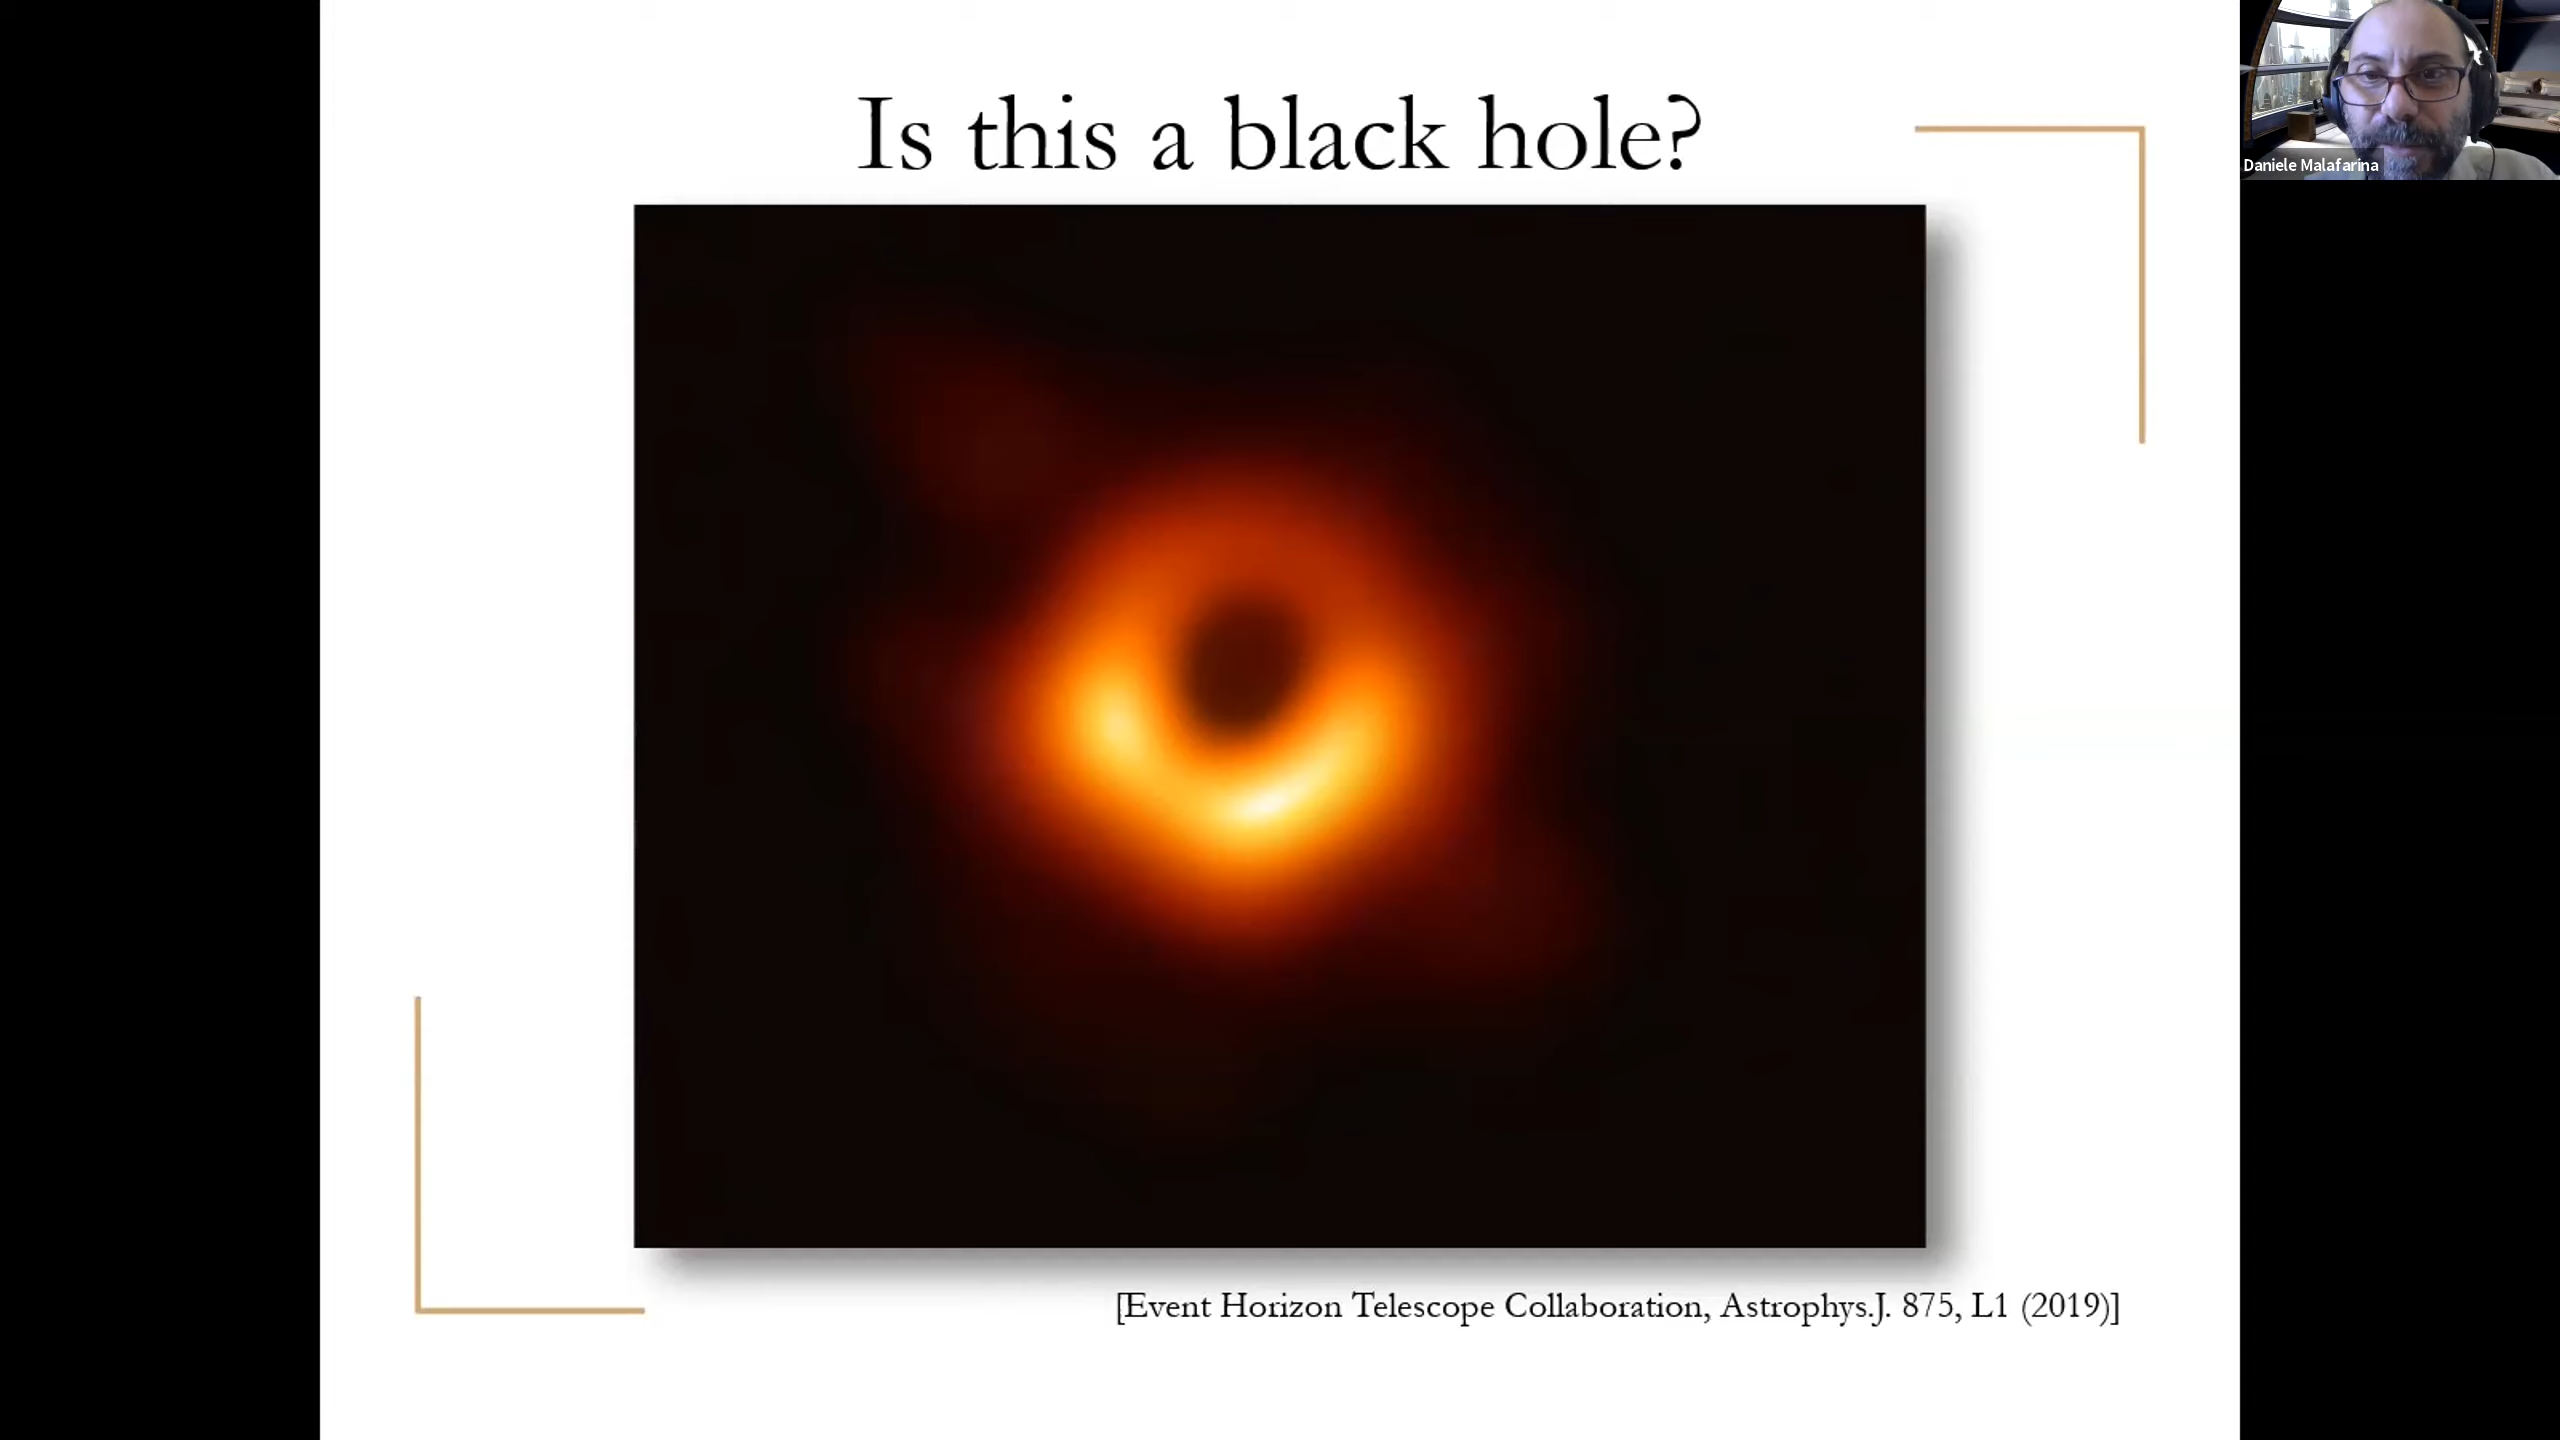 Is this a black hole?
Daniele Malafarina
[Event Horizon Telescope Collaboration, Astrophys.J. 875, L1 (2019)]